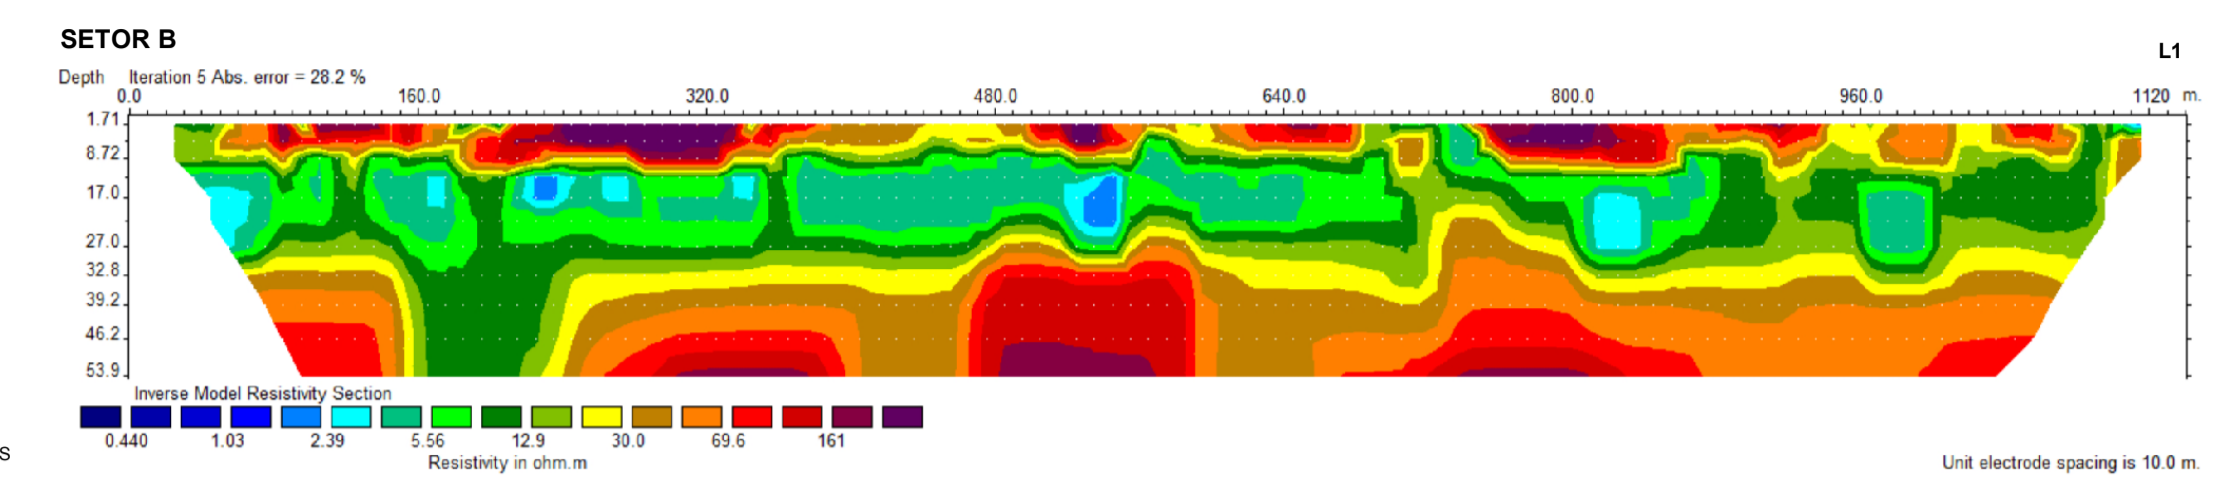 SETOR B
L1
Depth Iteration 5 Abs. error = 28.2 %
0.0 160.0 320.0 480.0 640.0 800.0 960.0 1120 m.
1.71
8.72
17.0
27.0
32.8
39.2
46.2
53.9
Inverse Model Resistivity Section
0.440 1.03 2.39 5.56 12.9 30.0 69.6 161
Resistivity in ohm.m
S
Unit electrode spacing is 10.0 m.